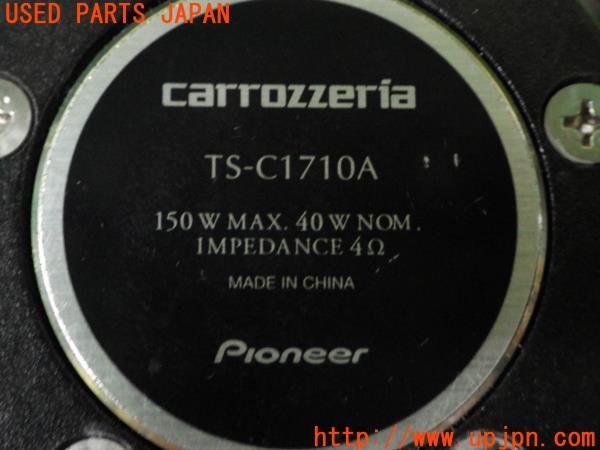 USED PARTS JAPAN
carrozzeria
TS-C1710A
150 W MAX. 40 W NOM.
IMPEDANCE 4Ω
MADE IN CHINA
Pioneer
http://www.upjpn.com